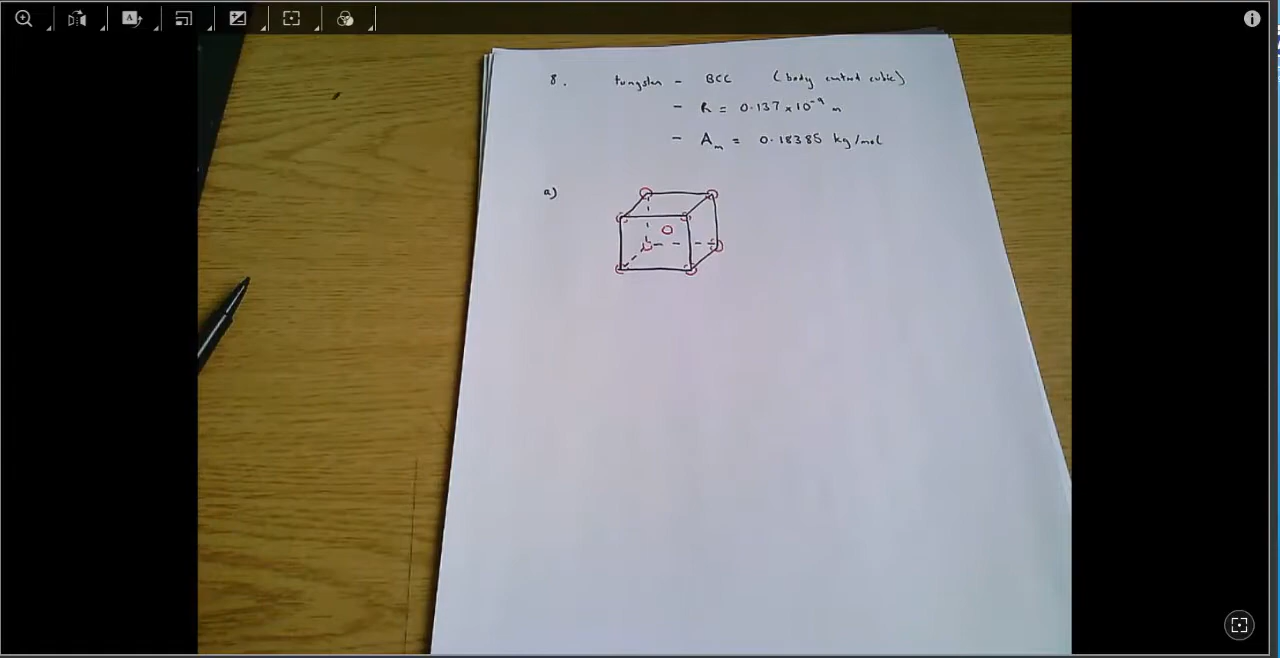 8. tungsten - BCC (body centred cubic)
- R = 0.137 x 10⁻⁹ m
- Aₘ = 0.18385 kg/mol
a)